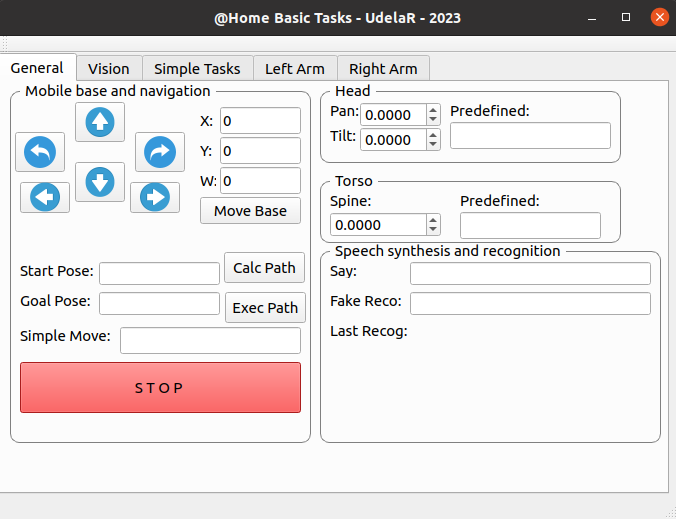 @Home Basic Tasks - UdelaR - 2023
General Vision Simple Tasks Left Arm Right Arm
Mobile base and navigation
X: 0
Y: 0
W: 0
Move Base
Start Pose: Calc Path
Goal Pose: Exec Path
Simple Move:
S T O P
Head
Pan: 0.0000 Predefined:
Tilt: 0.0000
Torso
Spine: Predefined:
0.0000
Speech synthesis and recognition
Say:
Fake Reco:
Last Recog: